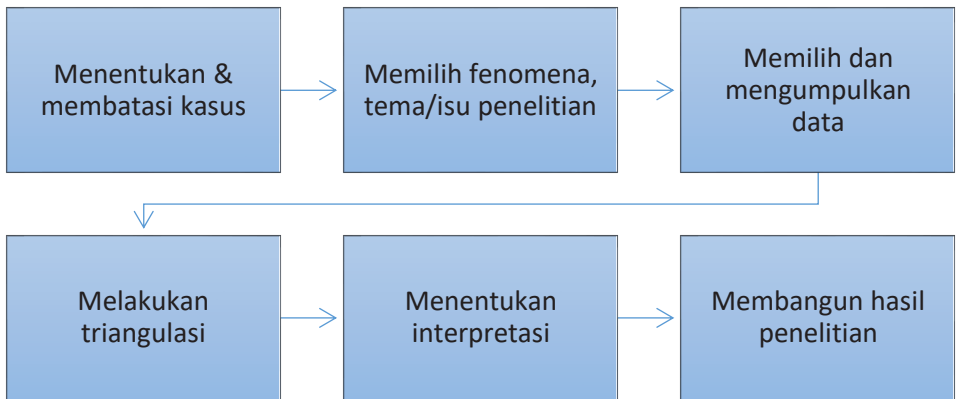 Menentukan &
membatasi kasus
Memilih fenomena,
tema/isu penelitian
Memilih dan
mengumpulkan
data
Melakukan
triangulasi
Menentukan
interpretasi
Membangun hasil
penelitian